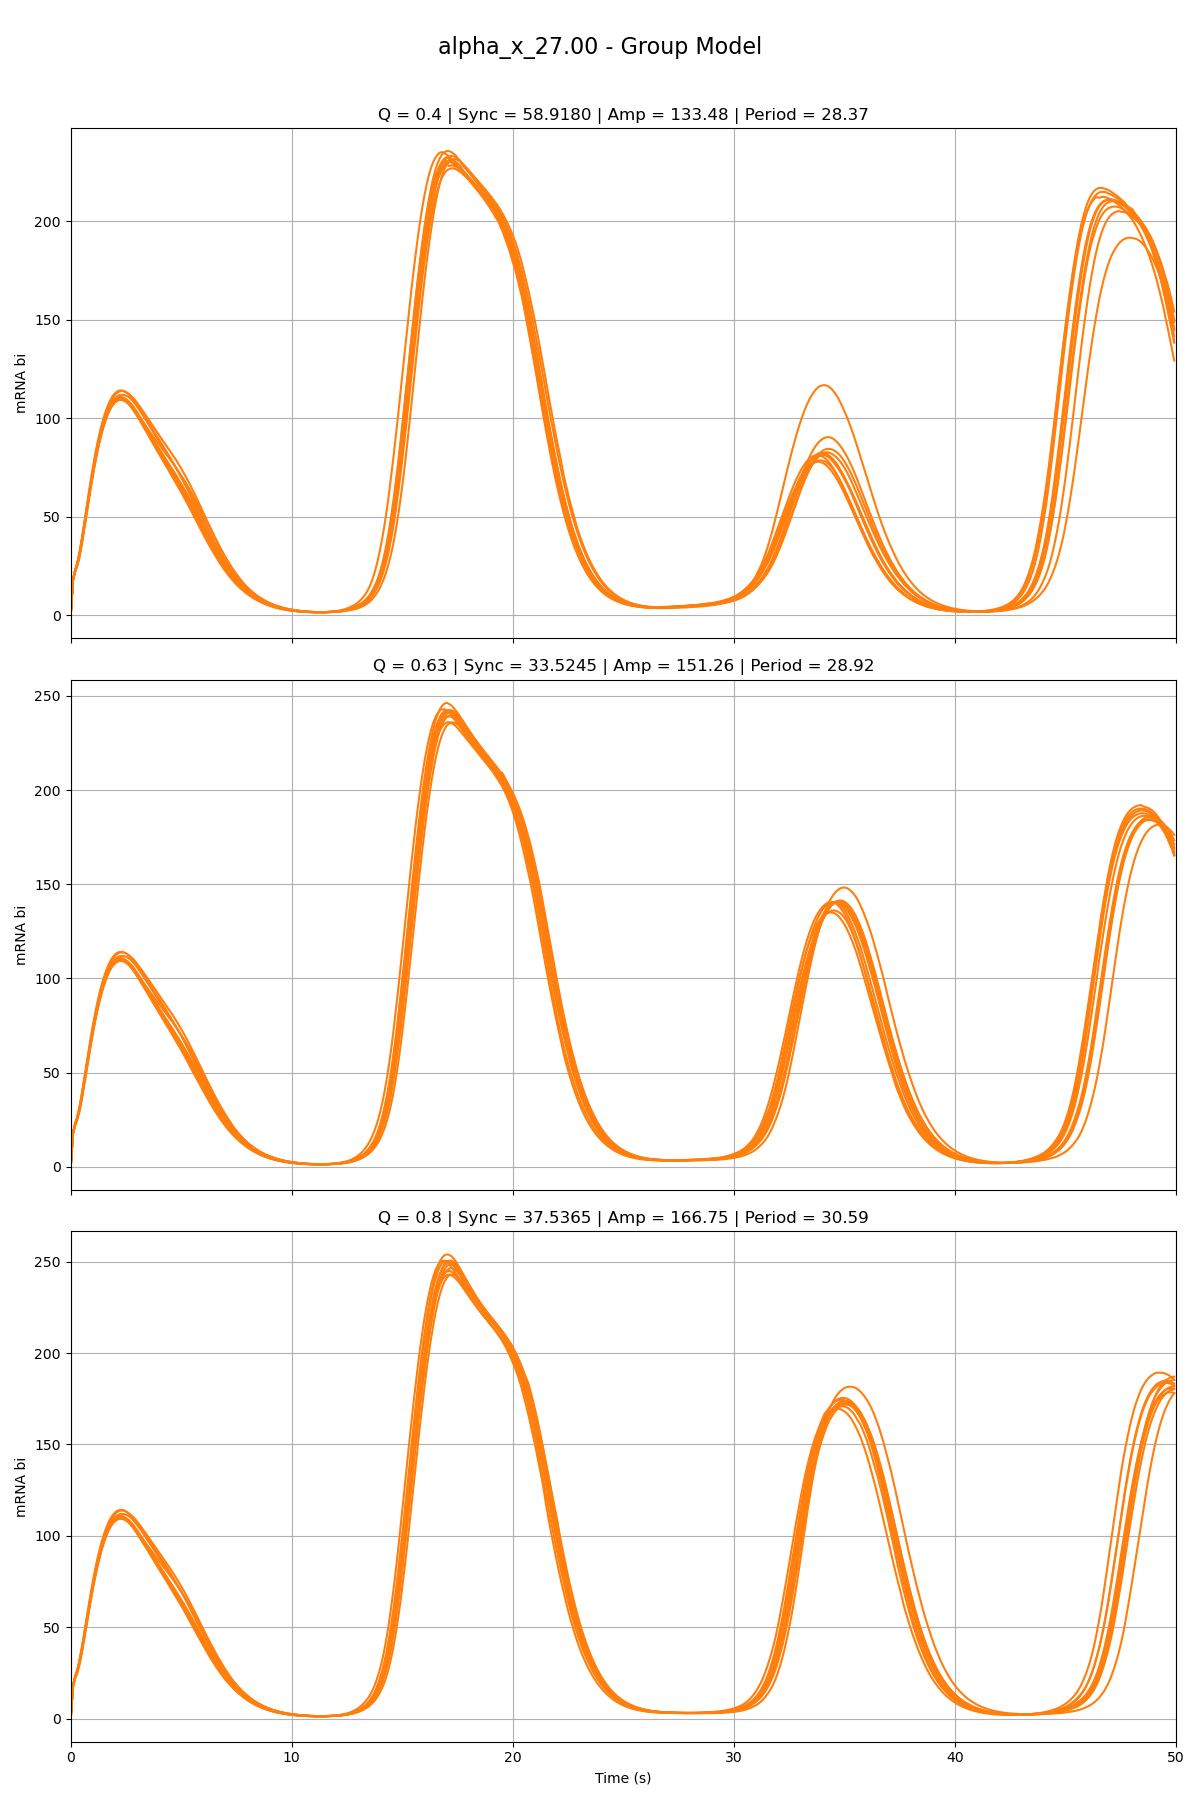 alpha_x_27.00 - Group Model
Q = 0.4 | Sync = 58.9180 | Amp = 133.48 | Period = 28.37
200
150
100
50
0
mRNA bi
Q = 0.63 | Sync = 33.5245 | Amp = 151.26 | Period = 28.92
250
200
150
100
50
0
mRNA bi
Q = 0.8 | Sync = 37.5365 | Amp = 166.75 | Period = 30.59
250
200
150
100
50
0
mRNA bi
0 10 20 30 40 50
Time (s)